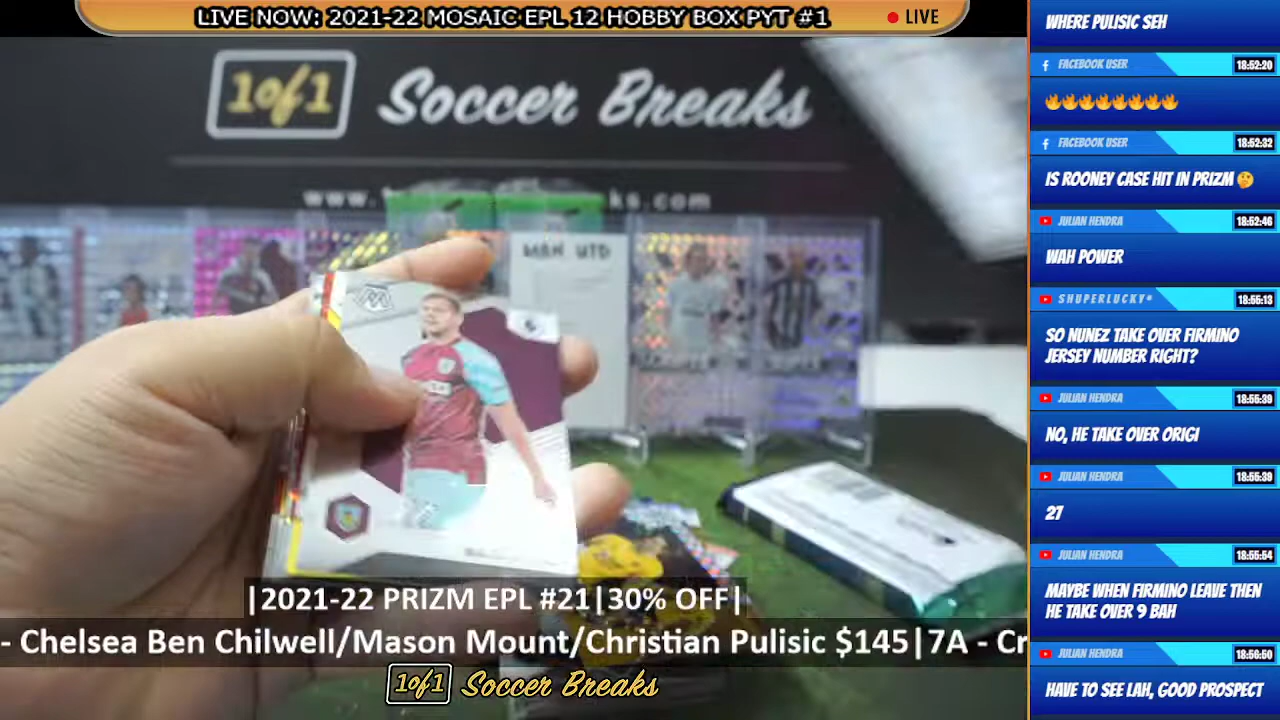 LIVE NOW: 2021-22 MOSAIC EPL 12 HOBBY BOX PYT #1
LIVE
1of1 Soccer Breaks
MAN UTD
|2021-22 PRIZM EPL #21|30% OFF|
- Chelsea Ben Chilwell/Mason Mount/Christian Pulisic $145|7A - Cr
1of1 Soccer Breaks
WHERE PULISIC SEH
FACEBOOK USER 18:52:20
🔥🔥🔥🔥🔥🔥🔥🔥
FACEBOOK USER 18:52:32
IS ROONEY CASE HIT IN PRIZM 🤔
JULIAN HENDRA 18:52:46
WAH POWER
SHUPERLUCKY* 18:55:13
SO NUNEZ TAKE OVER FIRMINO
JERSEY NUMBER RIGHT?
JULIAN HENDRA 18:55:39
NO, HE TAKE OVER ORIGI
JULIAN HENDRA 18:55:39
27
JULIAN HENDRA 18:55:54
MAYBE WHEN FIRMINO LEAVE THEN
HE TAKE OVER 9 BAH
JULIAN HENDRA 18:56:50
HAVE TO SEE LAH, GOOD PROSPECT